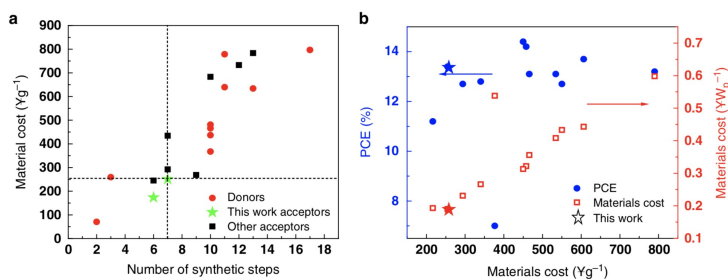 a
900
800
700
600
500
400
300
200
100
0
Material cost (Yg⁻¹)
0 2 4 6 8 10 12 14 16 18
Number of synthetic steps
Donors
This work acceptors
Other acceptors
b
14
12
10
8
PCE (%)
0.7
0.6
0.5
0.4
0.3
0.2
0.1
Materials cost (YWₚ⁻¹)
PCE
Materials cost
This work
200 300 400 500 600 700 800
Materials cost (Yg⁻¹)